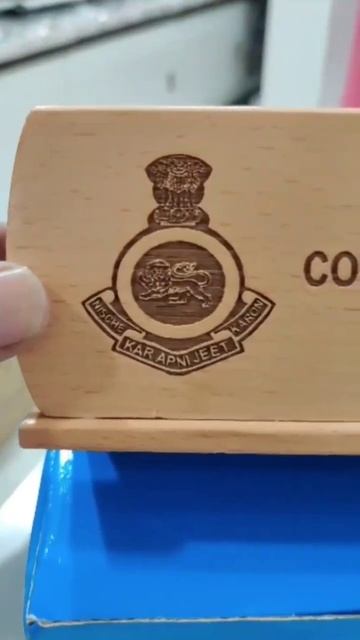 NISCHE KAR APNI JEET KARON
CO